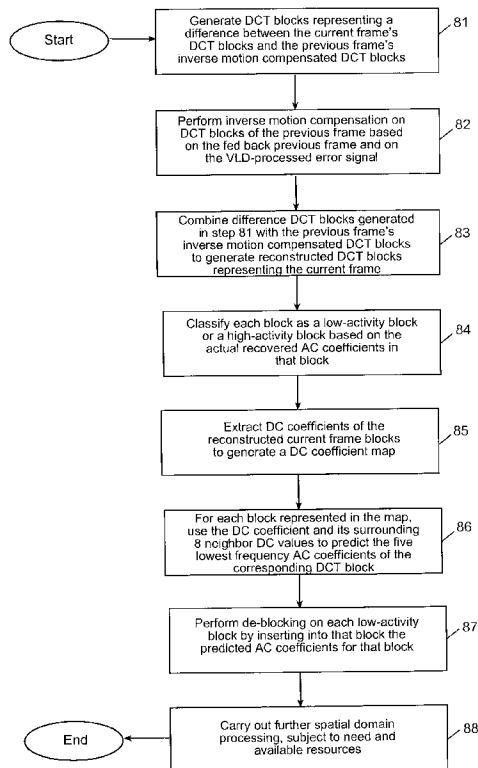 Start
Generate DCT blocks representing a
difference between the current frame's
DCT blocks and the previous frame's
inverse motion compensated DCT blocks
81
Perform inverse motion compensation on
DCT blocks of the previous frame based
on the fed back previous frame and on
the VLD-processed error signal
82
Combine difference DCT blocks generated
in step 81 with the previous frame's
inverse motion compensated DCT blocks
to generate reconstructed DCT blocks
representing the current frame
83
Classify each block as a low-activity block
or a high-activity block based on the
actual recovered AC coefficients in
that block
84
Extract DC coefficients of the
reconstructed current frame blocks
to generate a DC coefficient map
85
For each block represented in the map,
use the DC coefficient and its surrounding
8 neighbor DC values to predict the five
lowest frequency AC coefficients of the
corresponding DCT block
86
Perform de-blocking on each low-activity
block by inserting into that block the
predicted AC coefficients for that block
87
Carry out further spatial domain
processing, subject to need and
available resources
88
End